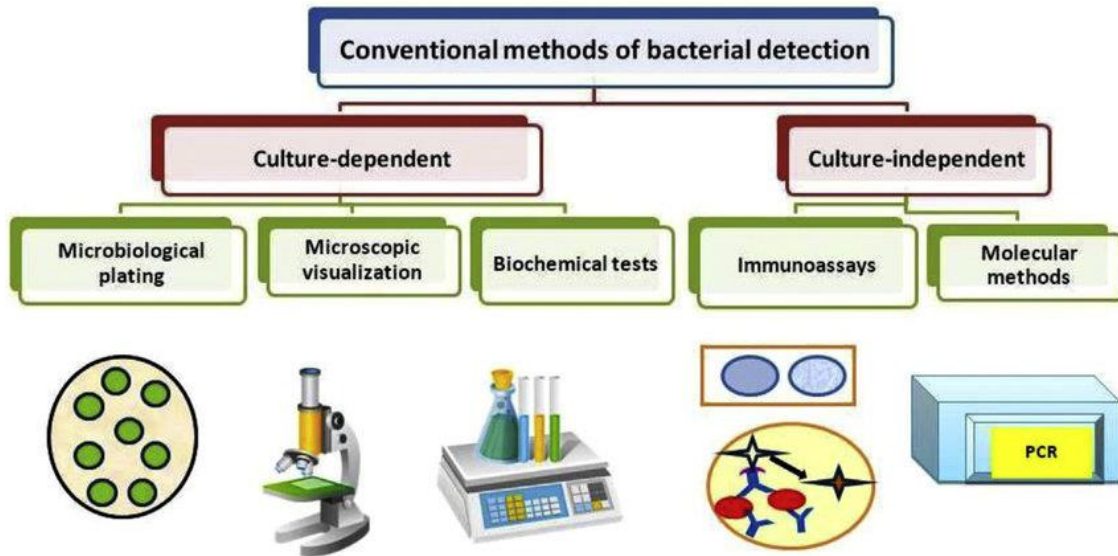 Conventional methods of bacterial detection
Culture-dependent
Culture-independent
Microbiological
plating
Microscopic
visualization
Biochemical tests
Immunoassays
Molecular
methods
PCR